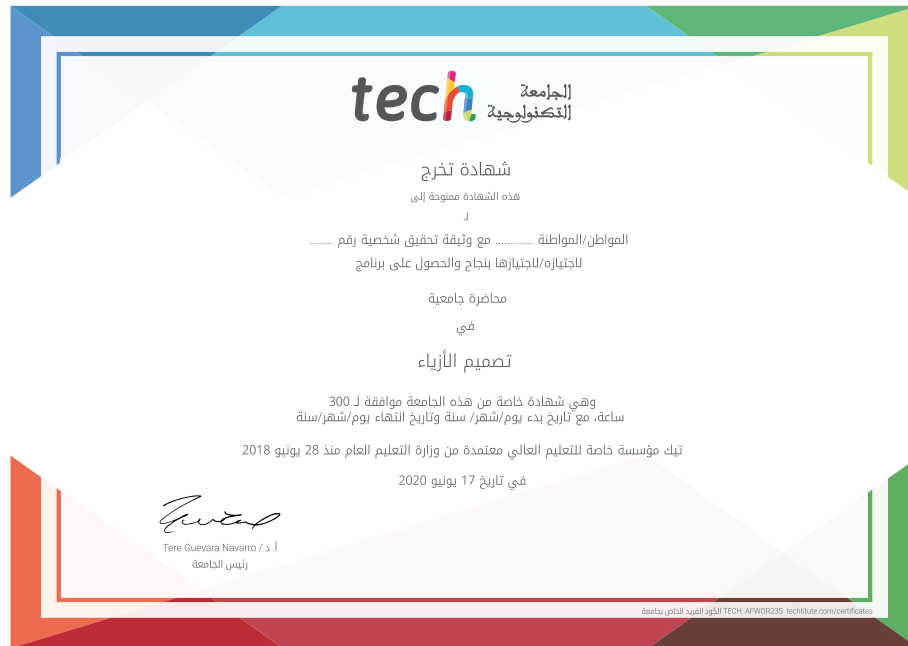 tech الجامعة
التكنولوجية
شهادة تخرج
هذه الشهادة ممنوحة إلى
لـ
المواطن/المواطنة ............ مع وثيقة تحقيق شخصية رقم ........
لاجتيازه/لاجتيازها بنجاح والحصول على برنامج
محاضرة جامعية
في
تصميم الأزياء
وهي شهادة خاصة من هذه الجامعة موافقة لـ 300
ساعة، مع تاريخ بدء يوم/شهر/ سنة وتاريخ انتهاء يوم/شهر/سنة
تيك مؤسسة خاصة للتعليم العالي معتمدة من وزارة التعليم العام منذ 28 يونيو 2018
في تاريخ 17 يونيو 2020
أ. د./ Tere Guevara Navarro
رئيس الجامعة
الكود الفريد الخاص بجامعة TECH: AFWOR23S techtitute.com/certificates